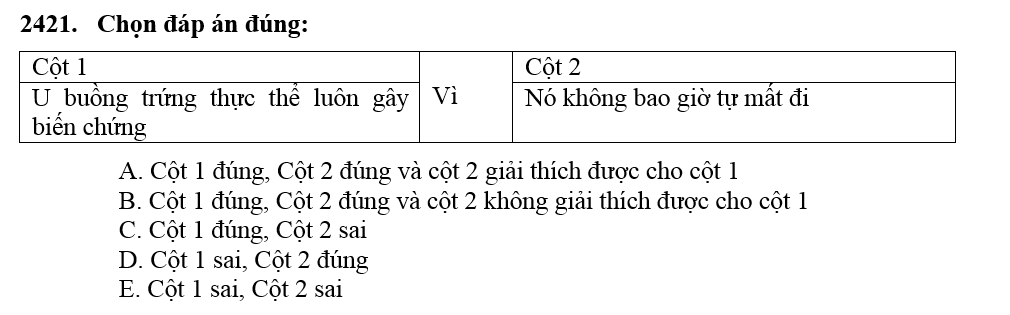 2421. Chọn đáp án đúng:
Cột 1
Cột 2
U buồng trứng thực thể luôn gây
biến chứng
Vì
Nó không bao giờ tự mất đi
A. Cột 1 đúng, Cột 2 đúng và cột 2 giải thích được cho cột 1
B. Cột 1 đúng, Cột 2 đúng và cột 2 không giải thích được cho cột 1
C. Cột 1 đúng, Cột 2 sai
D. Cột 1 sai, Cột 2 đúng
E. Cột 1 sai, Cột 2 sai